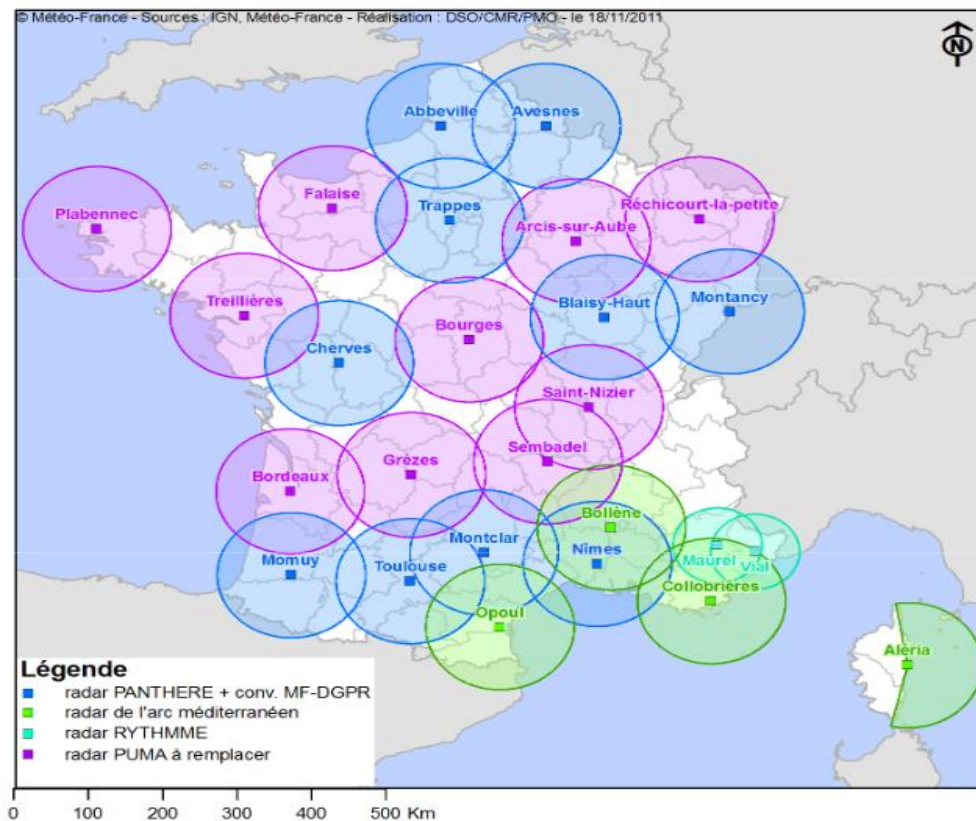 © Météo-France - Sources : IGN, Météo-France - Réalisation : DSO/CMR/PMO - le 18/11/2011
N
Abbeville
Avesnes
Falaise
Trappes
Réchicourt-la-petite
Plabennec
Arcis-sur-Aube
Treillières
Blaisy-Haut
Montancy
Bourges
Cherves
Saint-Nizier
Sembadel
Grèzes
Bordeaux
Bollène
Montclar
Nîmes
Momuy
Toulouse
Maurel
Vial
Collobrières
Opoul
Aléria
Légende
radar PANTHERE + conv. MF-DGPR
radar de l'arc méditerranéen
radar RYTHMME
radar PUMA à remplacer
0 100 200 300 400 500 Km